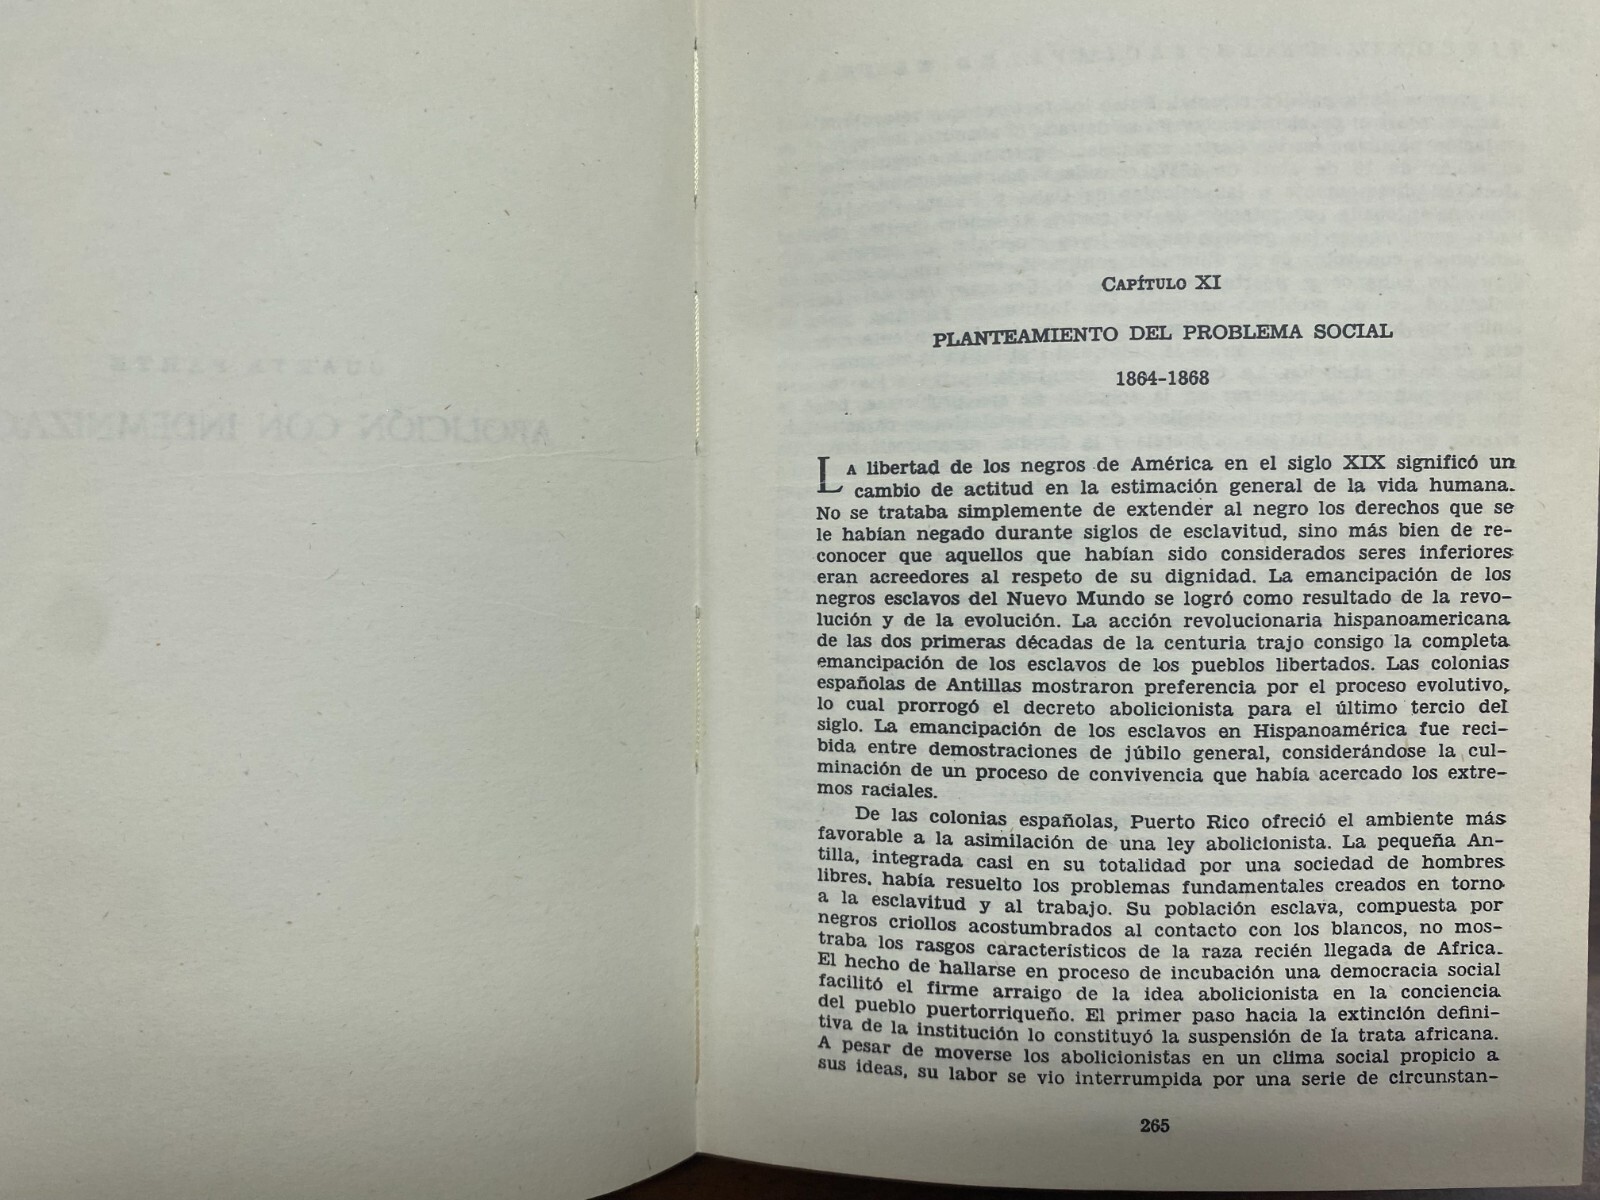 CAPÍTULO XI
PLANTEAMIENTO DEL PROBLEMA SOCIAL
1864-1868
LA libertad de los negros de América en el siglo XIX significó un
cambio de actitud en la estimación general de la vida humana.
No se trataba simplemente de extender al negro los derechos que se
le habían negado durante siglos de esclavitud, sino más bien de re-
conocer que aquellos que habían sido considerados seres inferiores
eran acreedores al respeto de su dignidad. La emancipación de los
negros esclavos del Nuevo Mundo se logró como resultado de la revo-
lución y de la evolución. La acción revolucionaria hispanoamericana
de las dos primeras décadas de la centuria trajo consigo la completa
emancipación de los esclavos de los pueblos libertados. Las colonias
españolas de Antillas mostraron preferencia por el proceso evolutivo,
lo cual prorrogó el decreto abolicionista para el último tercio del
siglo. La emancipación de los esclavos en Hispanoamérica fue reci-
bida entre demostraciones de júbilo general, considerándose la cul-
minación de un proceso de convivencia que había acercado los extre-
mos raciales.
De las colonias españolas, Puerto Rico ofreció el ambiente más
favorable a la asimilación de una ley abolicionista. La pequeña An-
tilla, integrada casi en su totalidad por una sociedad de hombres
libres, había resuelto los problemas fundamentales creados en torno
a la esclavitud y al trabajo. Su población esclava, compuesta por
negros criollos acostumbrados al contacto con los blancos, no mos-
traba los rasgos característicos de la raza recién llegada de Africa.
El hecho de hallarse en proceso de incubación una democracia social
facilitó el firme arraigo de la idea abolicionista en la conciencia
del pueblo puertorriqueño. El primer paso hacia la extinción defini-
tiva de la institución lo constituyó la suspensión de la trata africana.
A pesar de moverse los abolicionistas en un clima social propicio a
sus ideas, su labor se vio interrumpida por una serie de circunstan-
265